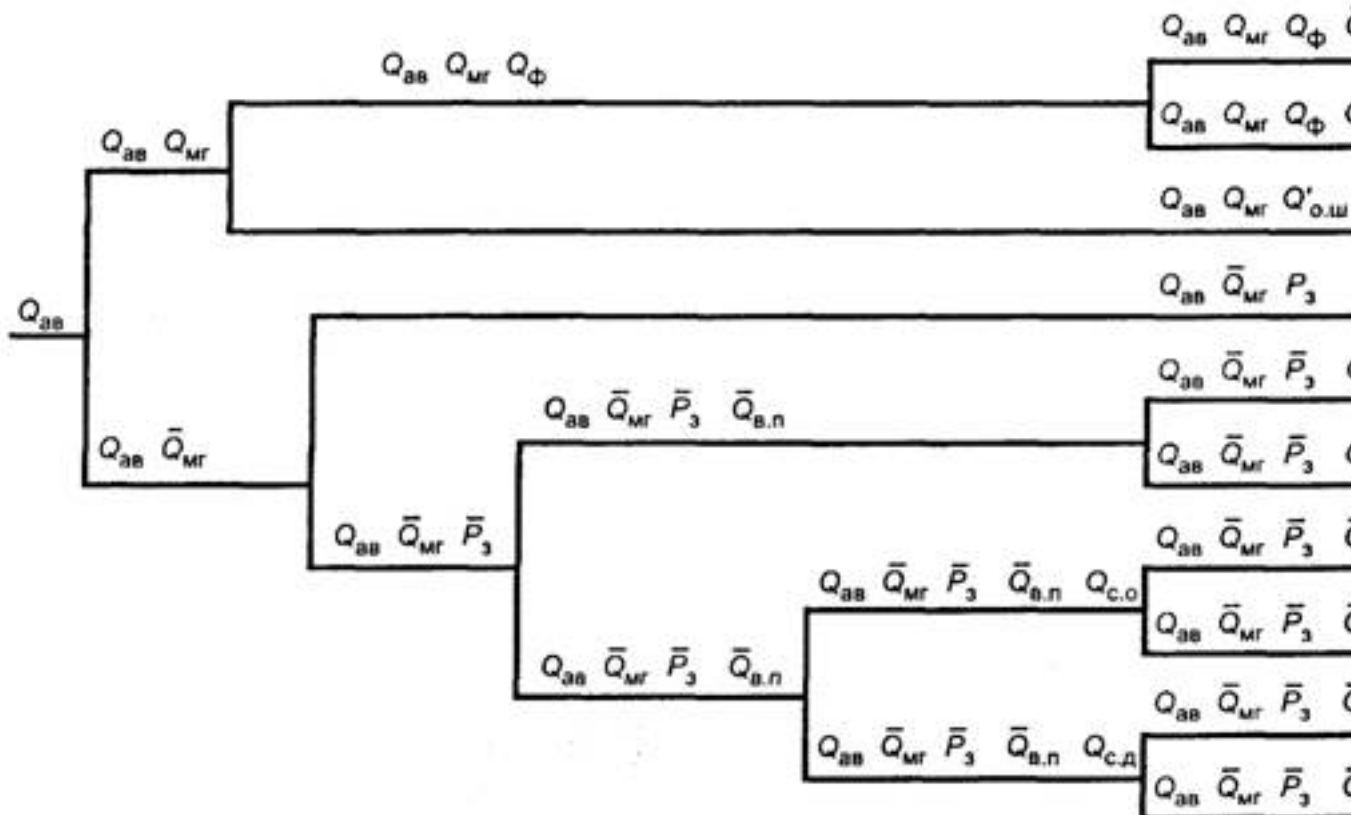 Q_ав Q_мг Q_ф
Q_ав Q_мг Q_ф
Q_ав Q_мг Q_ф
Q_ав Q_мг
Q_ав Q_мг Q'_о.ш
Q_ав Q̄_мг P_з
Q_ав
Q_ав Q̄_мг P̄_з
Q_ав Q̄_мг P̄_з Q̄_в.п
Q_ав Q̄_мг P̄_з
Q_ав Q̄_мг
Q_ав Q̄_мг P̄_з
Q_ав Q̄_мг P̄_з
Q_ав Q̄_мг P̄_з Q̄_в.п Q_с.о
Q_ав Q̄_мг P̄_з
Q_ав Q̄_мг P̄_з Q̄_в.п
Q_ав Q̄_мг P̄_з
Q_ав Q̄_мг P̄_з Q̄_в.п Q_с.д
Q_ав Q̄_мг P̄_з